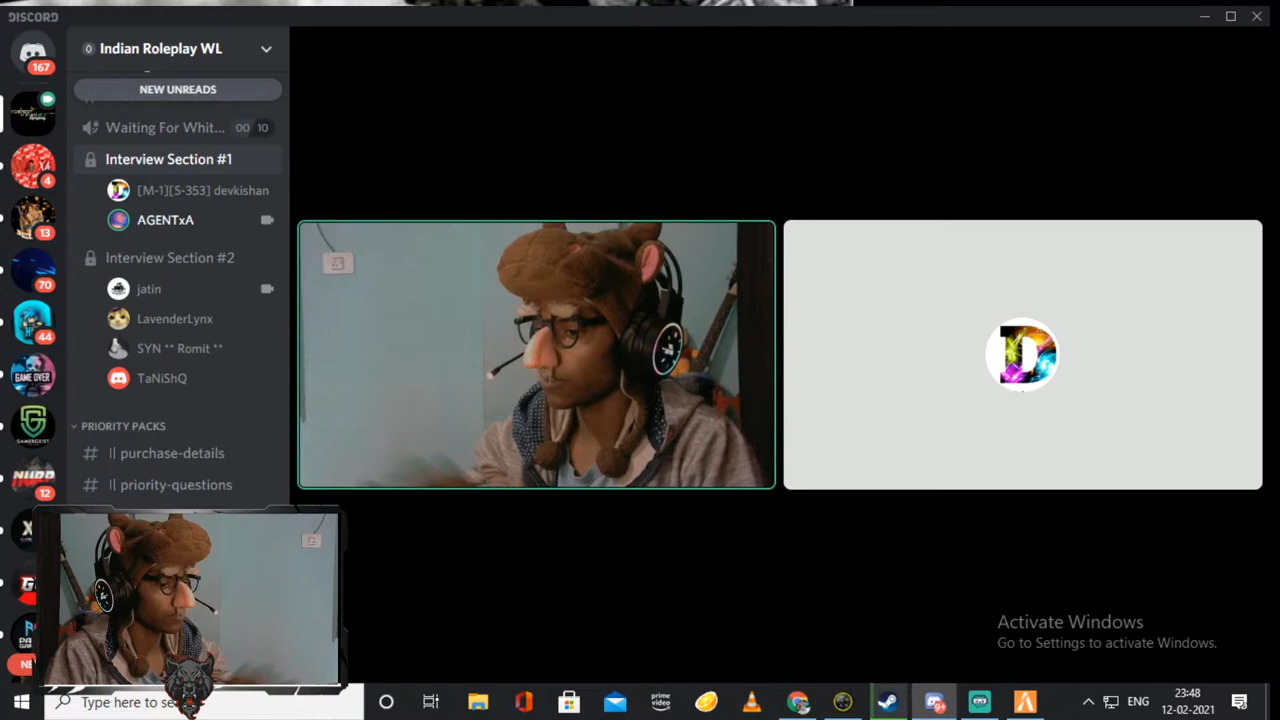 DISCORD
Indian Roleplay WL
167
NEW UNREADS
Waiting For Whit...
00 10
Interview Section #1
[M-1][S-353] devkishan
4
AGENTxA
13
Interview Section #2
70
jatin
LavenderLynx
44
SYN ** Romit **
GAME OVER
TaNiShQ
D
PRIORITY PACKS
GAMERGEIST
# || purchase-details
12
# || priority-questions
Activate Windows
Go to Settings to activate Windows.
Type here to se
prime video
ENG
23:48
12-02-2021